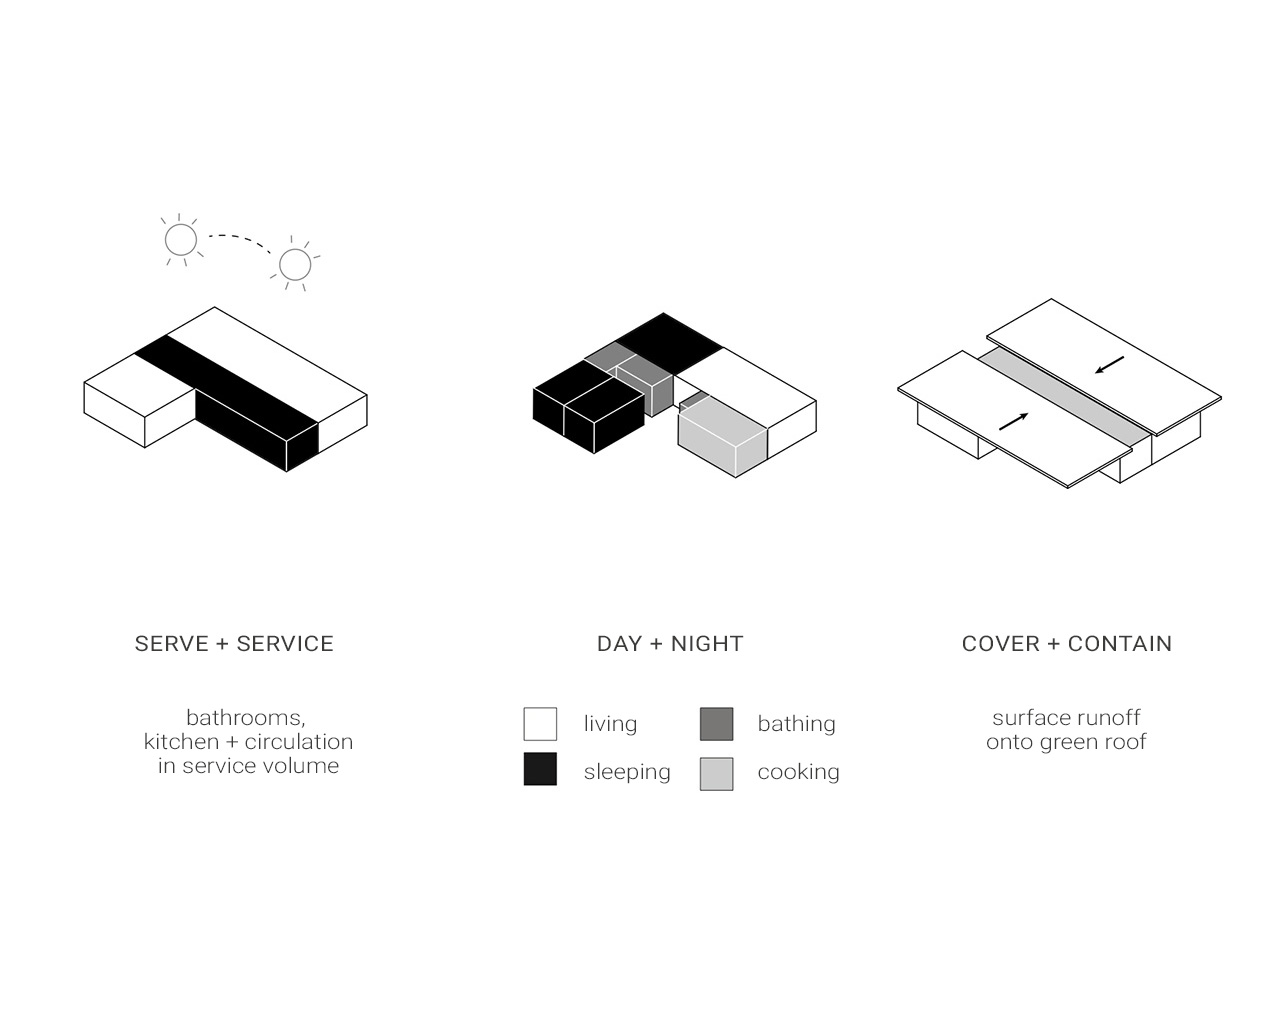 SERVE + SERVICE
bathrooms,
kitchen + circulation
in service volume
DAY + NIGHT
living
bathing
sleeping
cooking
COVER + CONTAIN
surface runoff
onto green roof